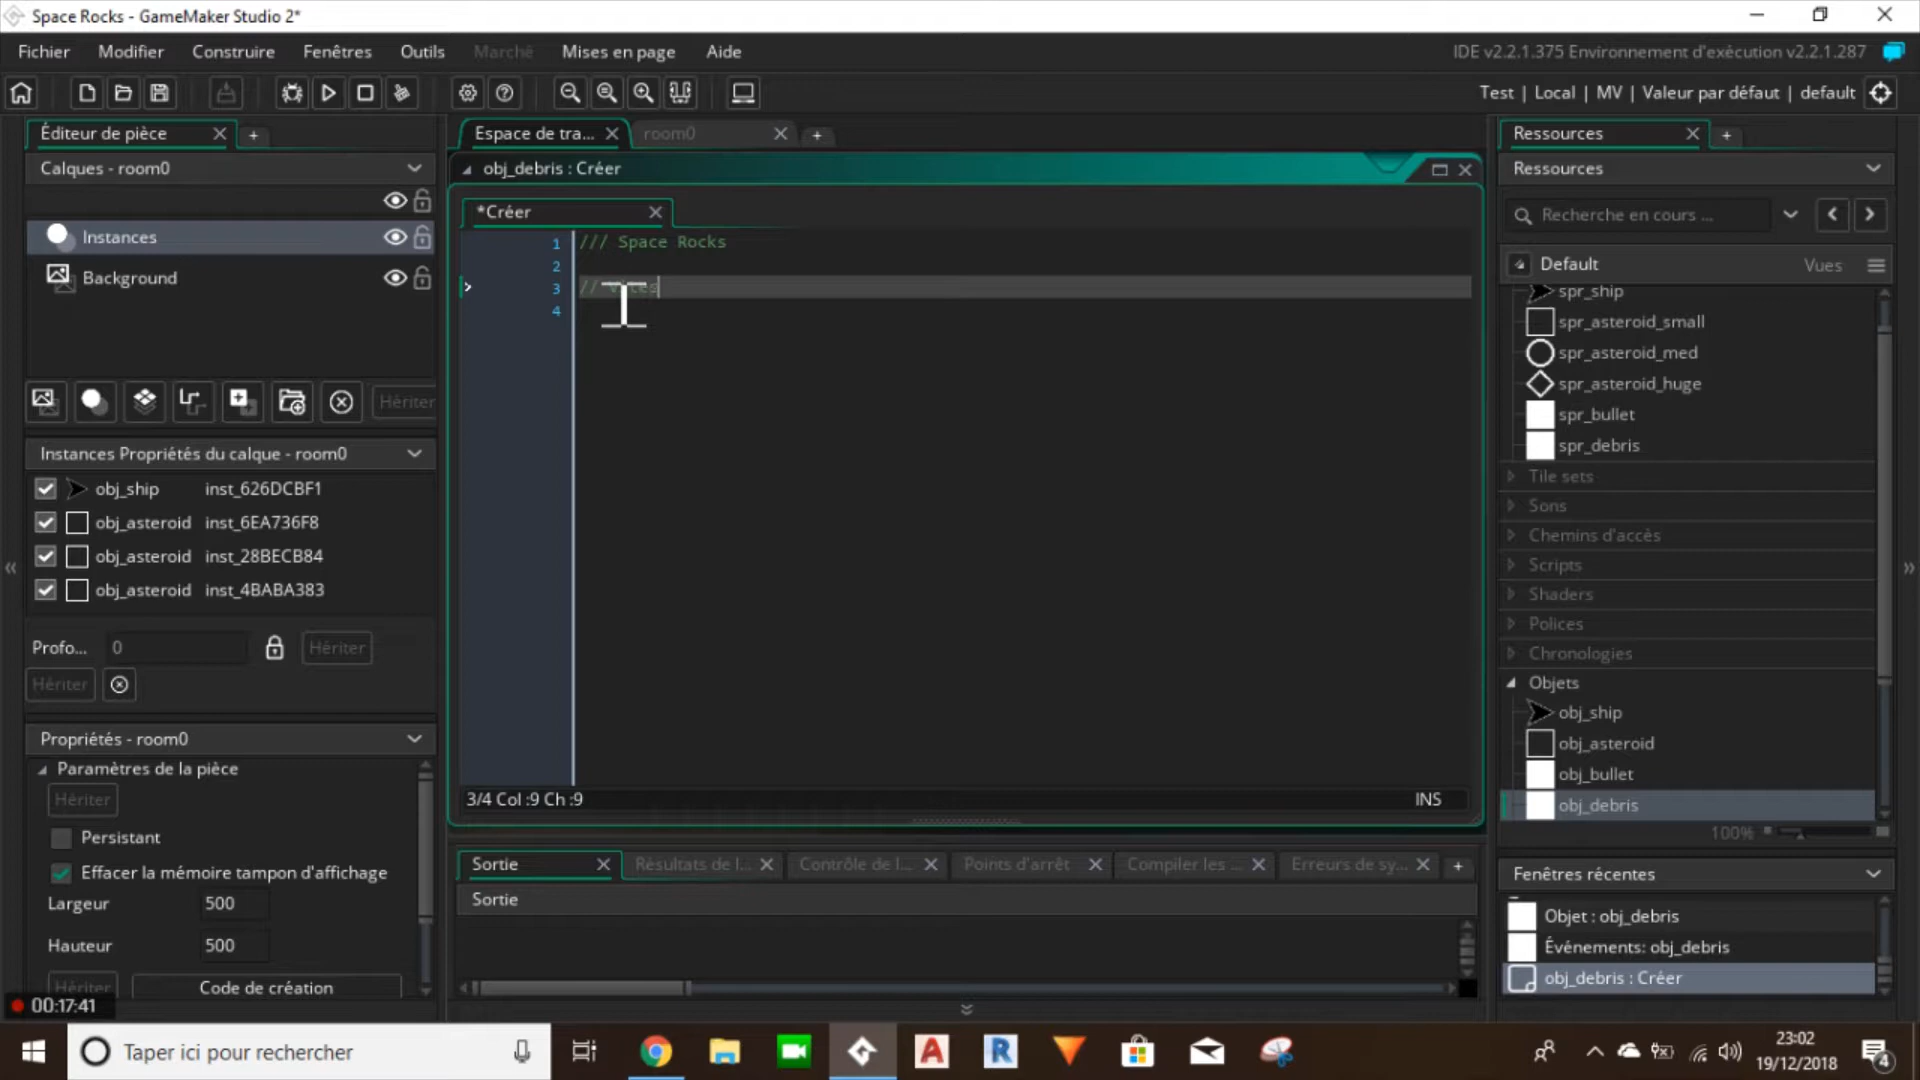 Space Rocks - GameMaker Studio 2*
Fichier Modifier Construire Fenêtres Outils Marché Mises en page Aide
IDE v2.2.1.375 Environnement d'exécution v2.2.1.287
Test | Local | MV | Valeur par défaut | default
Éditeur de pièce
Calques - room0
Instances
Background
Hériter
Instances Propriétés du calque - room0
obj_ship inst_626DCBF1
obj_asteroid inst_6EA736F8
obj_asteroid inst_28BECB84
obj_asteroid inst_4BABA383
Profo... 0 Hériter
Hériter
Propriétés - room0
Paramètres de la pièce
Hériter
Persistant
Effacer la mémoire tampon d'affichage
Largeur 500
Hauteur 500
Hériter Code de création
00:17:41
Espace de tra... room0
obj_debris : Créer
*Créer
1 /// Space Rocks
2
3 //
4
3/4 Col :9 Ch :9 INS
Sortie Résultats de l... Contrôle de l... Points d'arrêt Compiler les ... Erreurs de sy...
Sortie
Ressources
Ressources
Recherche en cours ...
Default Vues
spr_ship
spr_asteroid_small
spr_asteroid_med
spr_asteroid_huge
spr_bullet
spr_debris
Tile sets
Sons
Chemins d'accès
Scripts
Shaders
Polices
Chronologies
Objets
obj_ship
obj_asteroid
obj_bullet
obj_debris
100%
Fenêtres récentes
Objet : obj_debris
Événements: obj_debris
obj_debris : Créer
Taper ici pour rechercher
23:02
19/12/2018
4